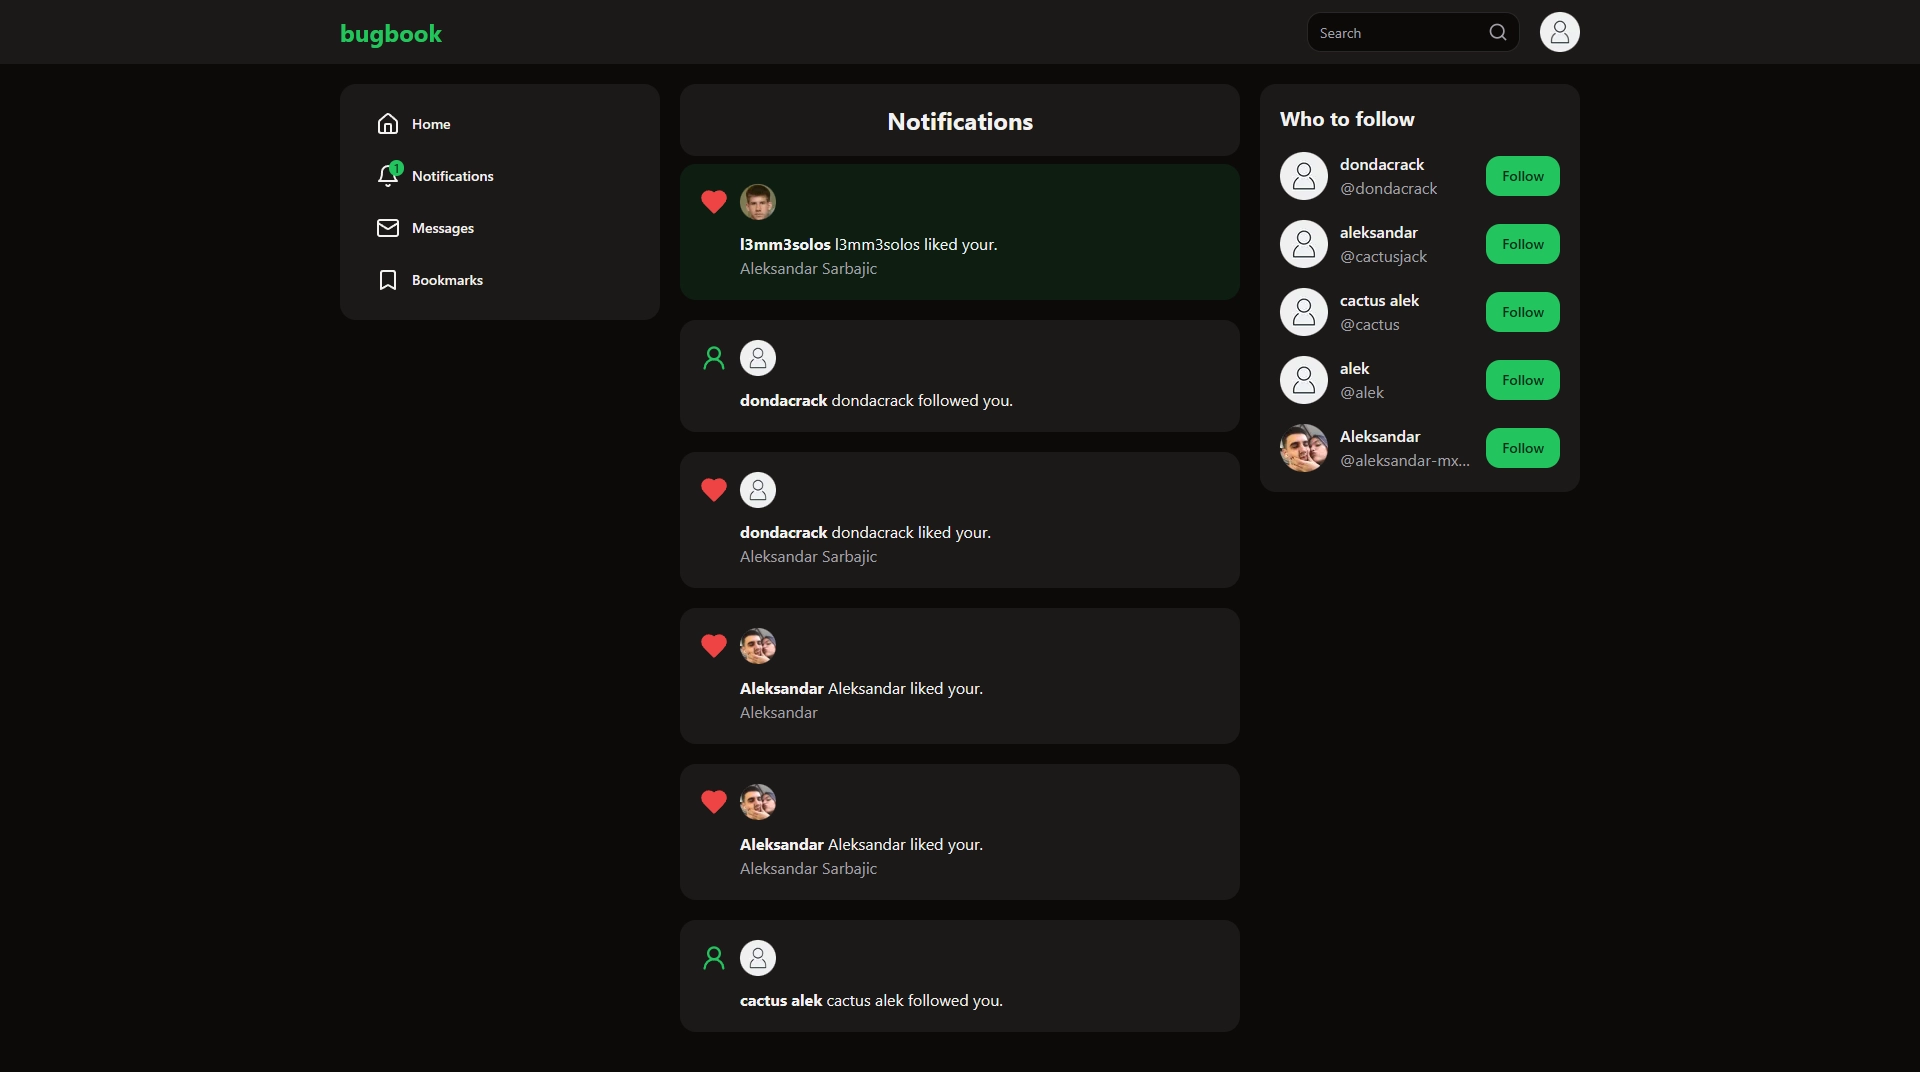 bugbook
Search
Home
1
Notifications
Messages
Bookmarks
Notifications
l3mm3solos l3mm3solos liked your.
Aleksandar Sarbajic
dondacrack dondacrack followed you.
dondacrack dondacrack liked your.
Aleksandar Sarbajic
Aleksandar Aleksandar liked your.
Aleksandar
Aleksandar Aleksandar liked your.
Aleksandar Sarbajic
cactus alek cactus alek followed you.
Who to follow
dondacrack
@dondacrack
Follow
aleksandar
@cactusjack
Follow
cactus alek
@cactus
Follow
alek
@alek
Follow
Aleksandar
@aleksandar-mx...
Follow